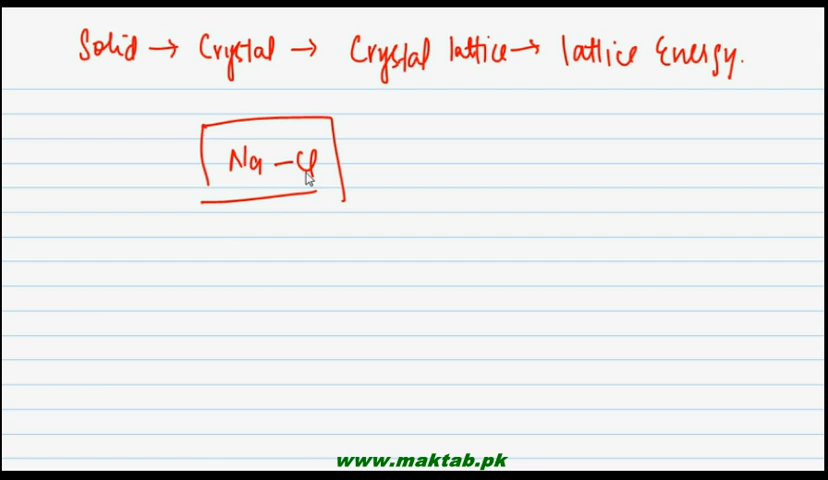 Solid → Crystal → Crystal lattice → lattice Energy.
Na - Cl
www.maktab.pk